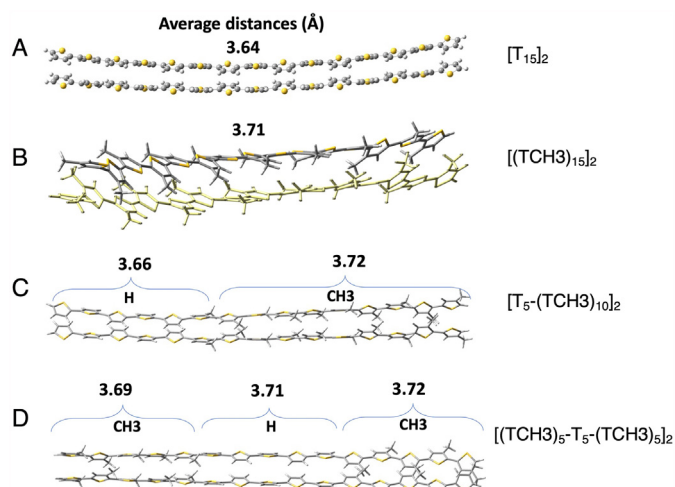 Average distances (Å)
A 3.64 [T₁₅]₂
3.71
B [(TCH3)₁₅]₂
3.66 3.72
C H CH3 [T₅-(TCH3)₁₀]₂
3.69 3.71 3.72
D CH3 H CH3 [(TCH3)₅-T₅-(TCH3)₅]₂